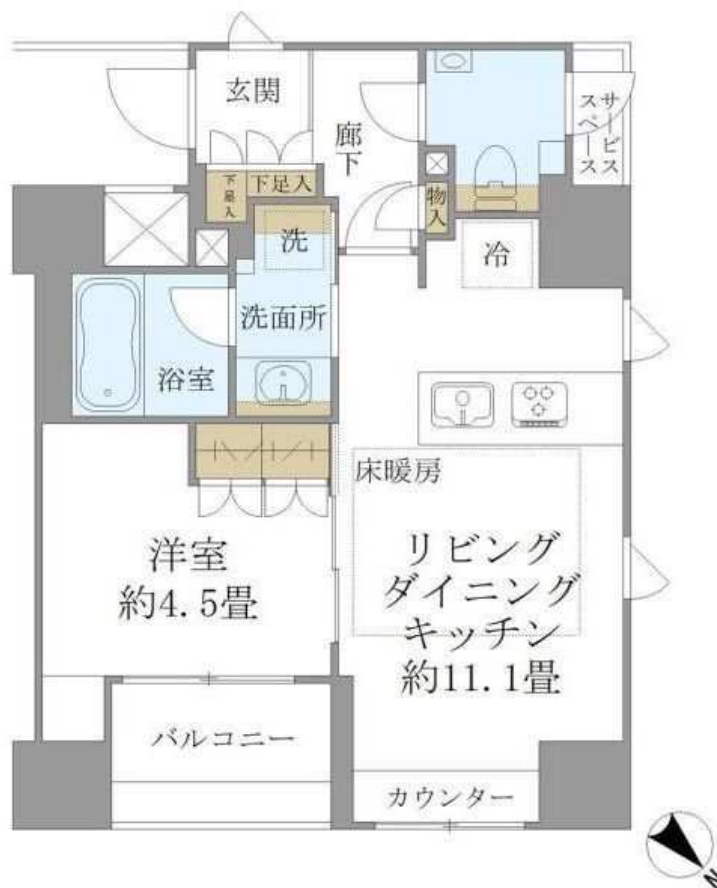 玄関
廊下
サービス
スペース
下足入
下足入
物入
洗
冷
洗面所
浴室
床暖房
洋室
約4.5畳
リビング
ダイニング
キッチン
約11.1畳
バルコニー
カウンター
N